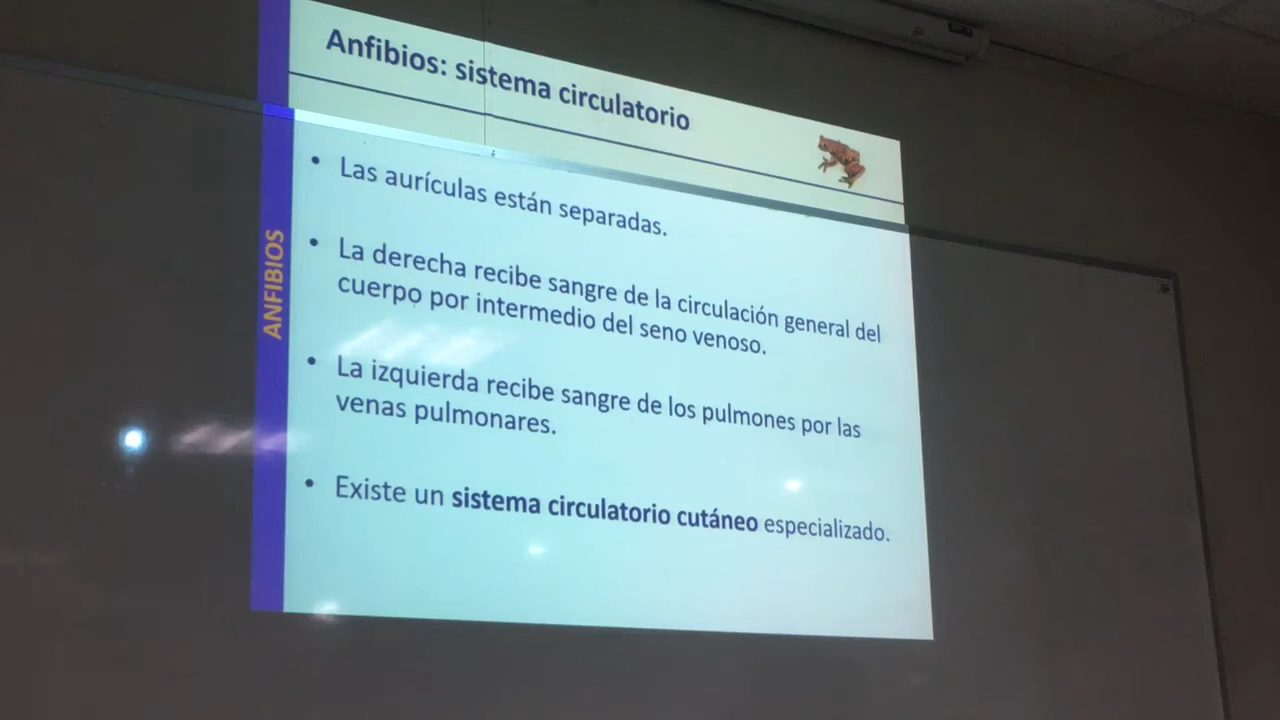 Anfibios: sistema circulatorio
ANFIBIOS
• Las aurículas están separadas.
• La derecha recibe sangre de la circulación general del
cuerpo por intermedio del seno venoso.
• La izquierda recibe sangre de los pulmones por las
venas pulmonares.
• Existe un sistema circulatorio cutáneo especializado.